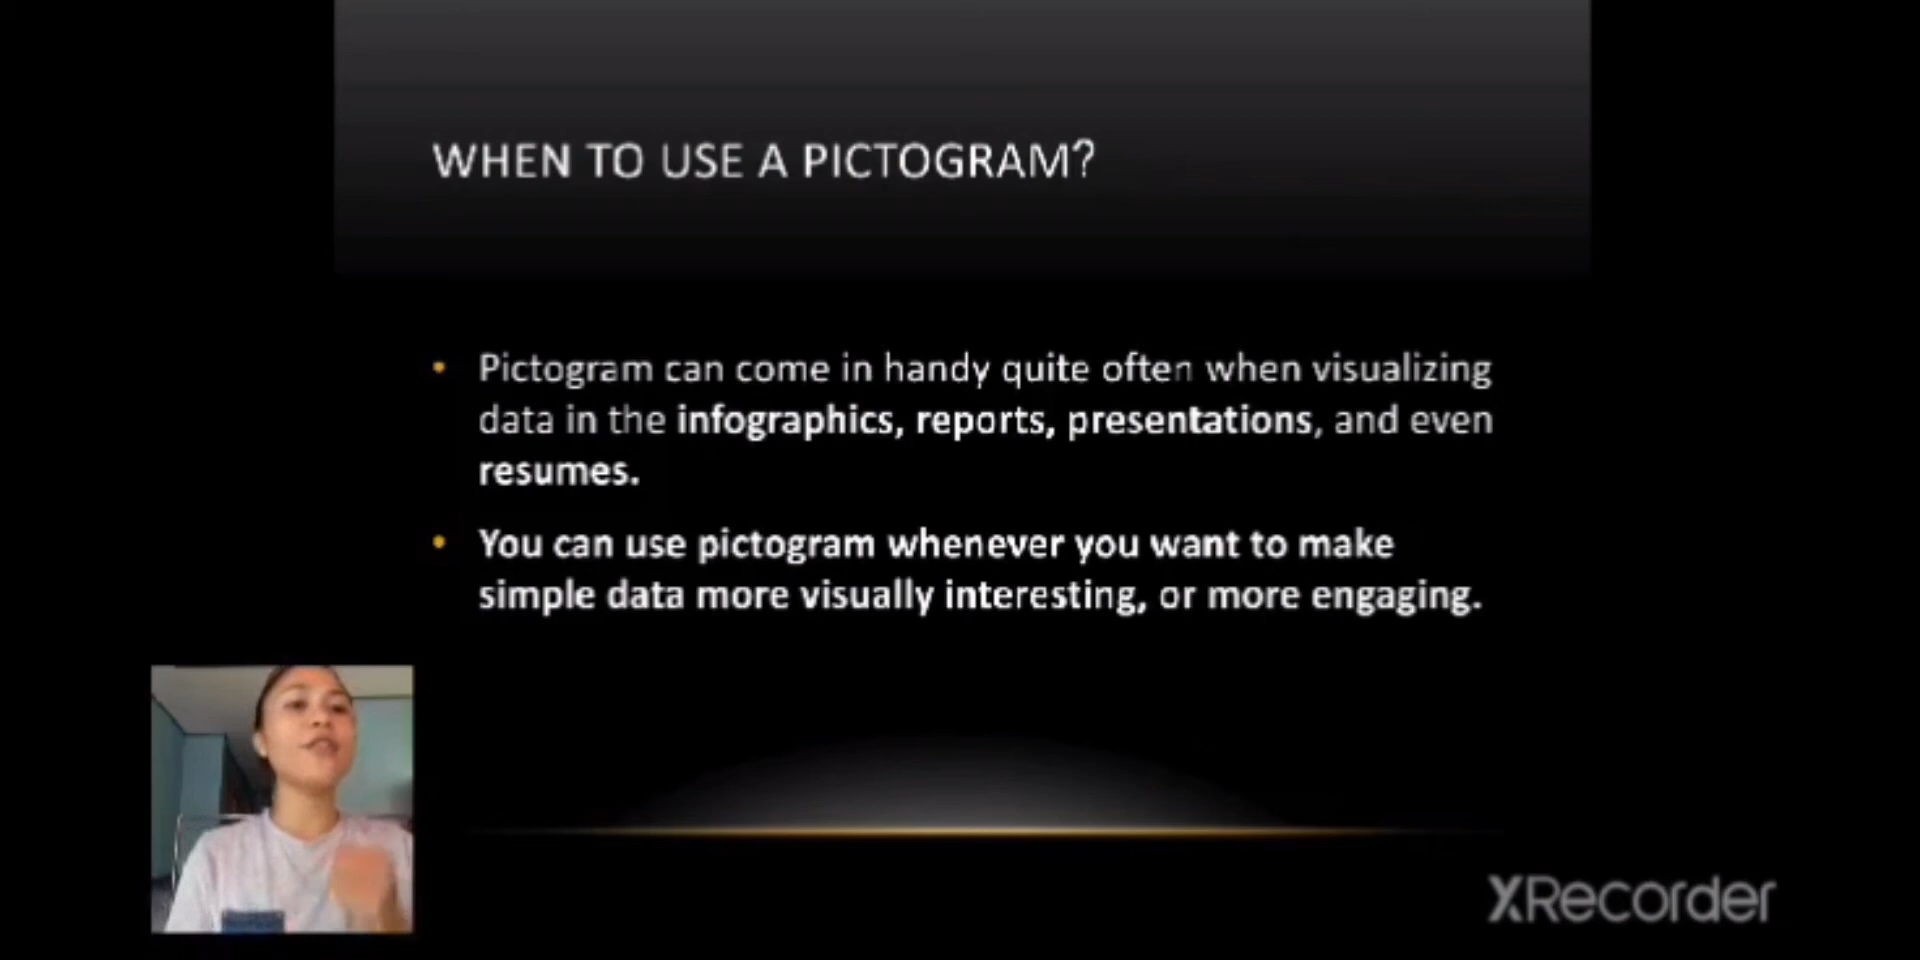 WHEN TO USE A PICTOGRAM?
• Pictogram can come in handy quite often when visualizing
data in the infographics, reports, presentations, and even
resumes.
• You can use pictogram whenever you want to make
simple data more visually interesting, or more engaging.
XRecorder